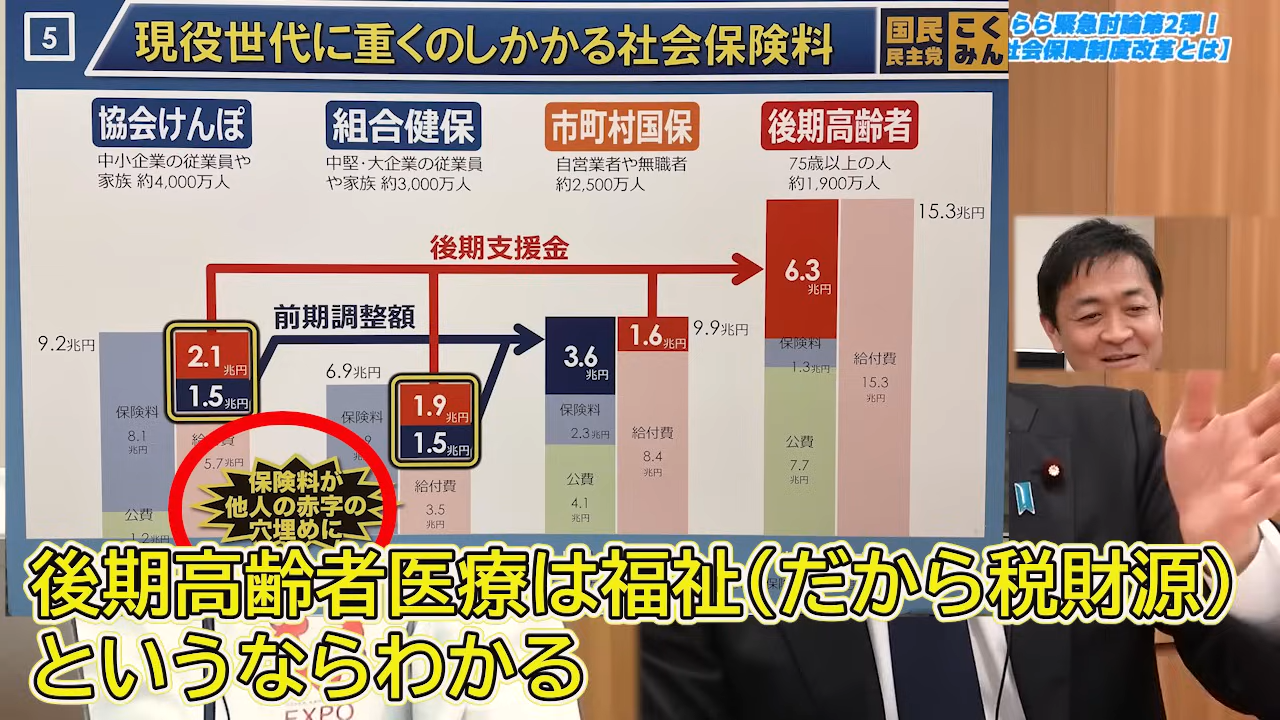 5
現役世代に重くのしかかる社会保険料
国民民主党
こくみん
らら緊急討論第2弾！
社会保障制度改革とは】
協会けんぽ
中小企業の従業員や
家族 約4,000万人
組合健保
中堅・大企業の従業員
や家族 約3,000万人
市町村国保
自営業者や無職者
約2,500万人
後期高齢者
75歳以上の人
約1,900万人
15.3兆円
後期支援金
6.3兆円
前期調整額
9.2兆円
2.1兆円
1.5兆円
6.9兆円
1.9兆円
1.5兆円
3.6兆円
1.6兆円
9.9兆円
保険料
1.3兆円
給付費
15.3兆円
保険料
8.1兆円
給付費
5.7兆円
保険料
給付費
3.5兆円
保険料
2.3兆円
給付費
8.4兆円
公費
4.1兆円
公費
7.7兆円
公費
1.2兆円
保険料が
他人の赤字の
穴埋めに
後期高齢者医療は福祉（だから税財源）
というならわかる
EXPO